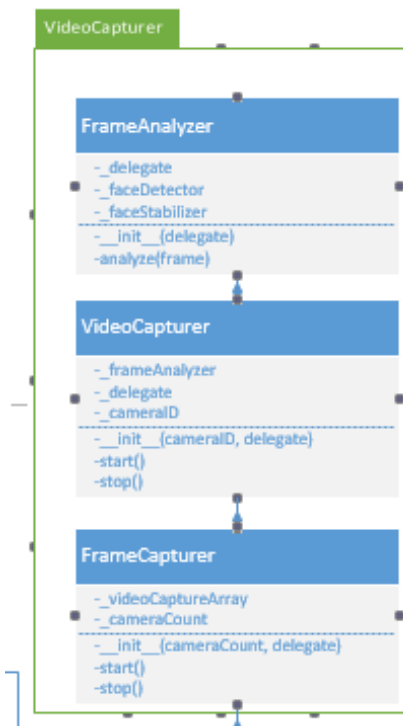 VideoCapturer
FrameAnalyzer
-_delegate
-_faceDetector
-_faceStabilizer
-__init__(delegate)
-analyze(frame)
VideoCapturer
-_frameAnalyzer
-_delegate
-_cameraID
-__init__(cameraID, delegate)
-start()
-stop()
FrameCapturer
-_videoCaptureArray
-_cameraCount
-__init__(cameraCount, delegate)
-start()
-stop()